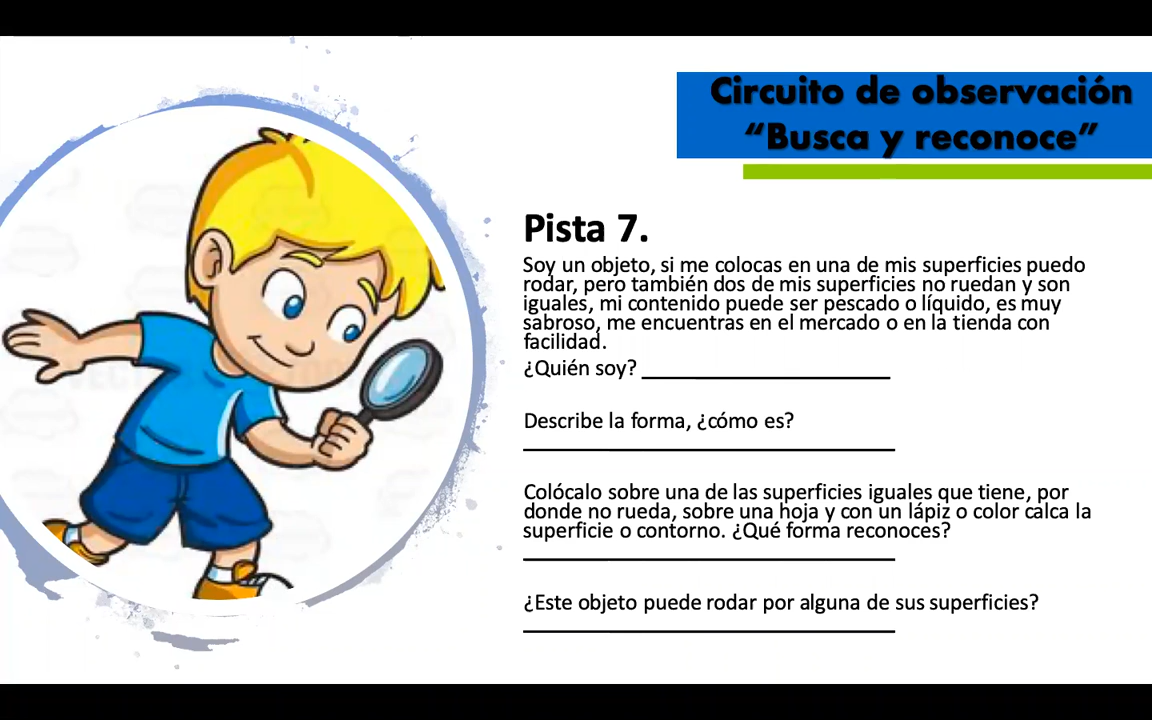 Circuito de observación
“Busca y reconoce”
Pista 7.
Soy un objeto, si me colocas en una de mis superficies puedo
rodar, pero también dos de mis superficies no ruedan y son
iguales, mi contenido puede ser pescado o líquido, es muy
sabroso, me encuentras en el mercado o en la tienda con
facilidad.
¿Quién soy? ____________________
Describe la forma, ¿cómo es?
______________________________
Colócalo sobre una de las superficies iguales que tiene, por
donde no rueda, sobre una hoja y con un lápiz o color calca la
superficie o contorno. ¿Qué forma reconoces?
______________________________
¿Este objeto puede rodar por alguna de sus superficies?
______________________________